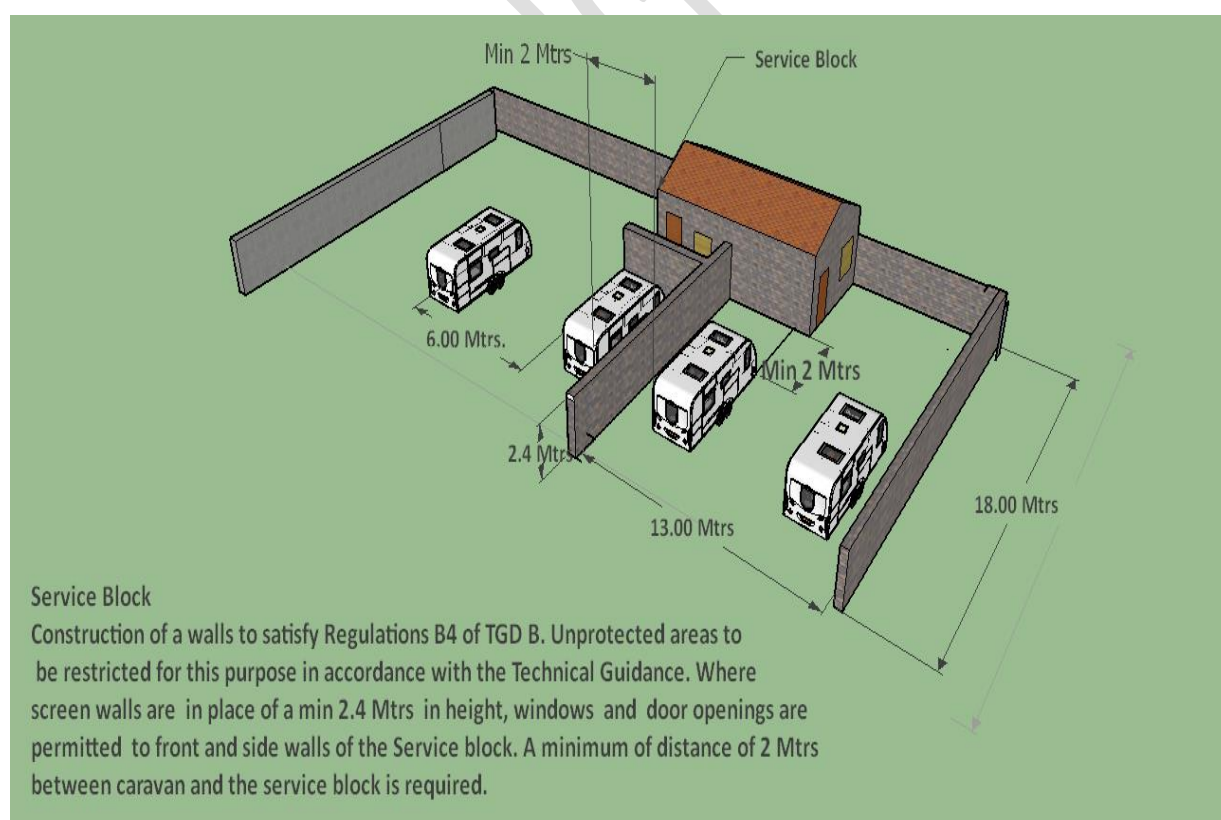 Min 2 Mtrs
Service Block
6.00 Mtrs.
Min 2 Mtrs
2.4 Mtrs
18.00 Mtrs
13.00 Mtrs
Service Block
Construction of a walls to satisfy Regulations B4 of TGD B. Unprotected areas to
be restricted for this purpose in accordance with the Technical Guidance. Where
screen walls are in place of a min 2.4 Mtrs in height, windows and door openings are
permitted to front and side walls of the Service block. A minimum of distance of 2 Mtrs
between caravan and the service block is required.